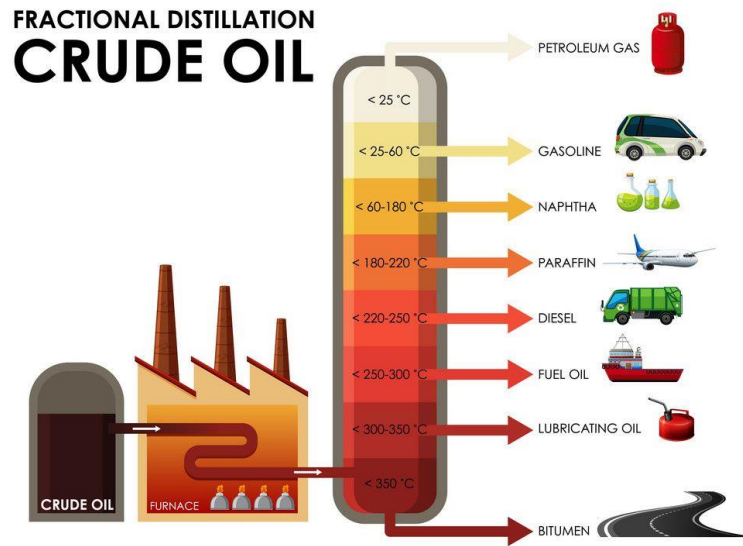 FRACTIONAL DISTILLATION
CRUDE OIL
PETROLEUM GAS
< 25 °C
< 25-60 °C
GASOLINE
< 60-180 °C
NAPHTHA
< 180-220 °C
PARAFFIN
< 220-250 °C
DIESEL
< 250-300 °C
FUEL OIL
< 300-350 °C
LUBRICATING OIL
< 350 °C
CRUDE OIL
FURNACE
BITUMEN